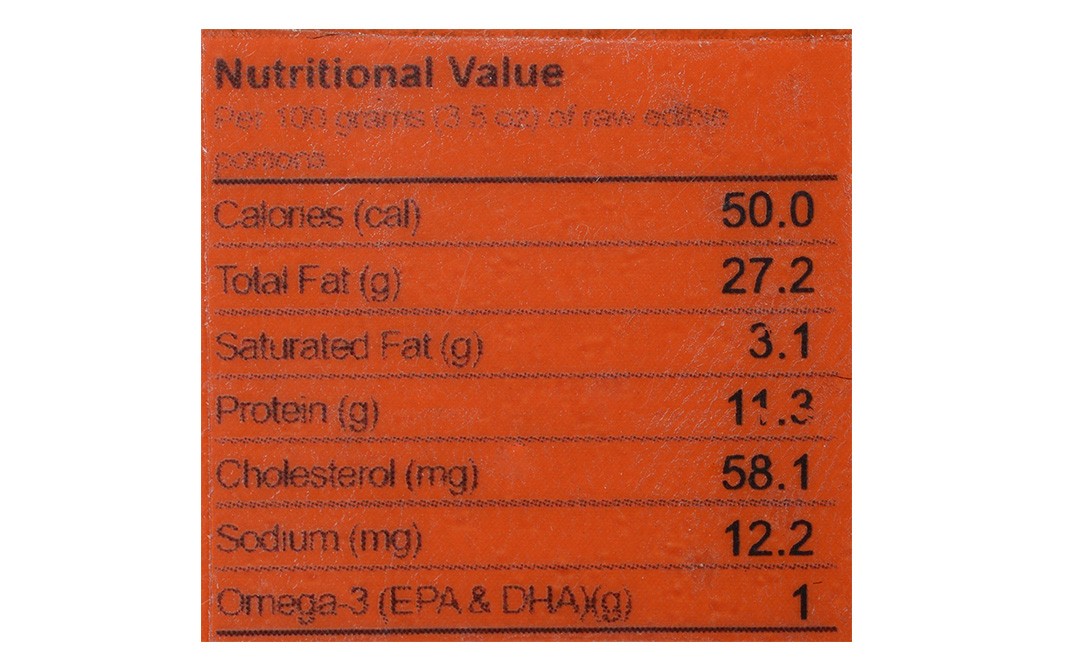 Nutritional Value
Per 100 grams (3.5 oz) of raw edible
portions.
Calories (cal) 50.0
Total Fat (g) 27.2
Saturated Fat (g) 3.1
Protein (g) 11.3
Cholesterol (mg) 58.1
Sodium (mg) 12.2
Omega-3 (EPA & DHA)(g) 1